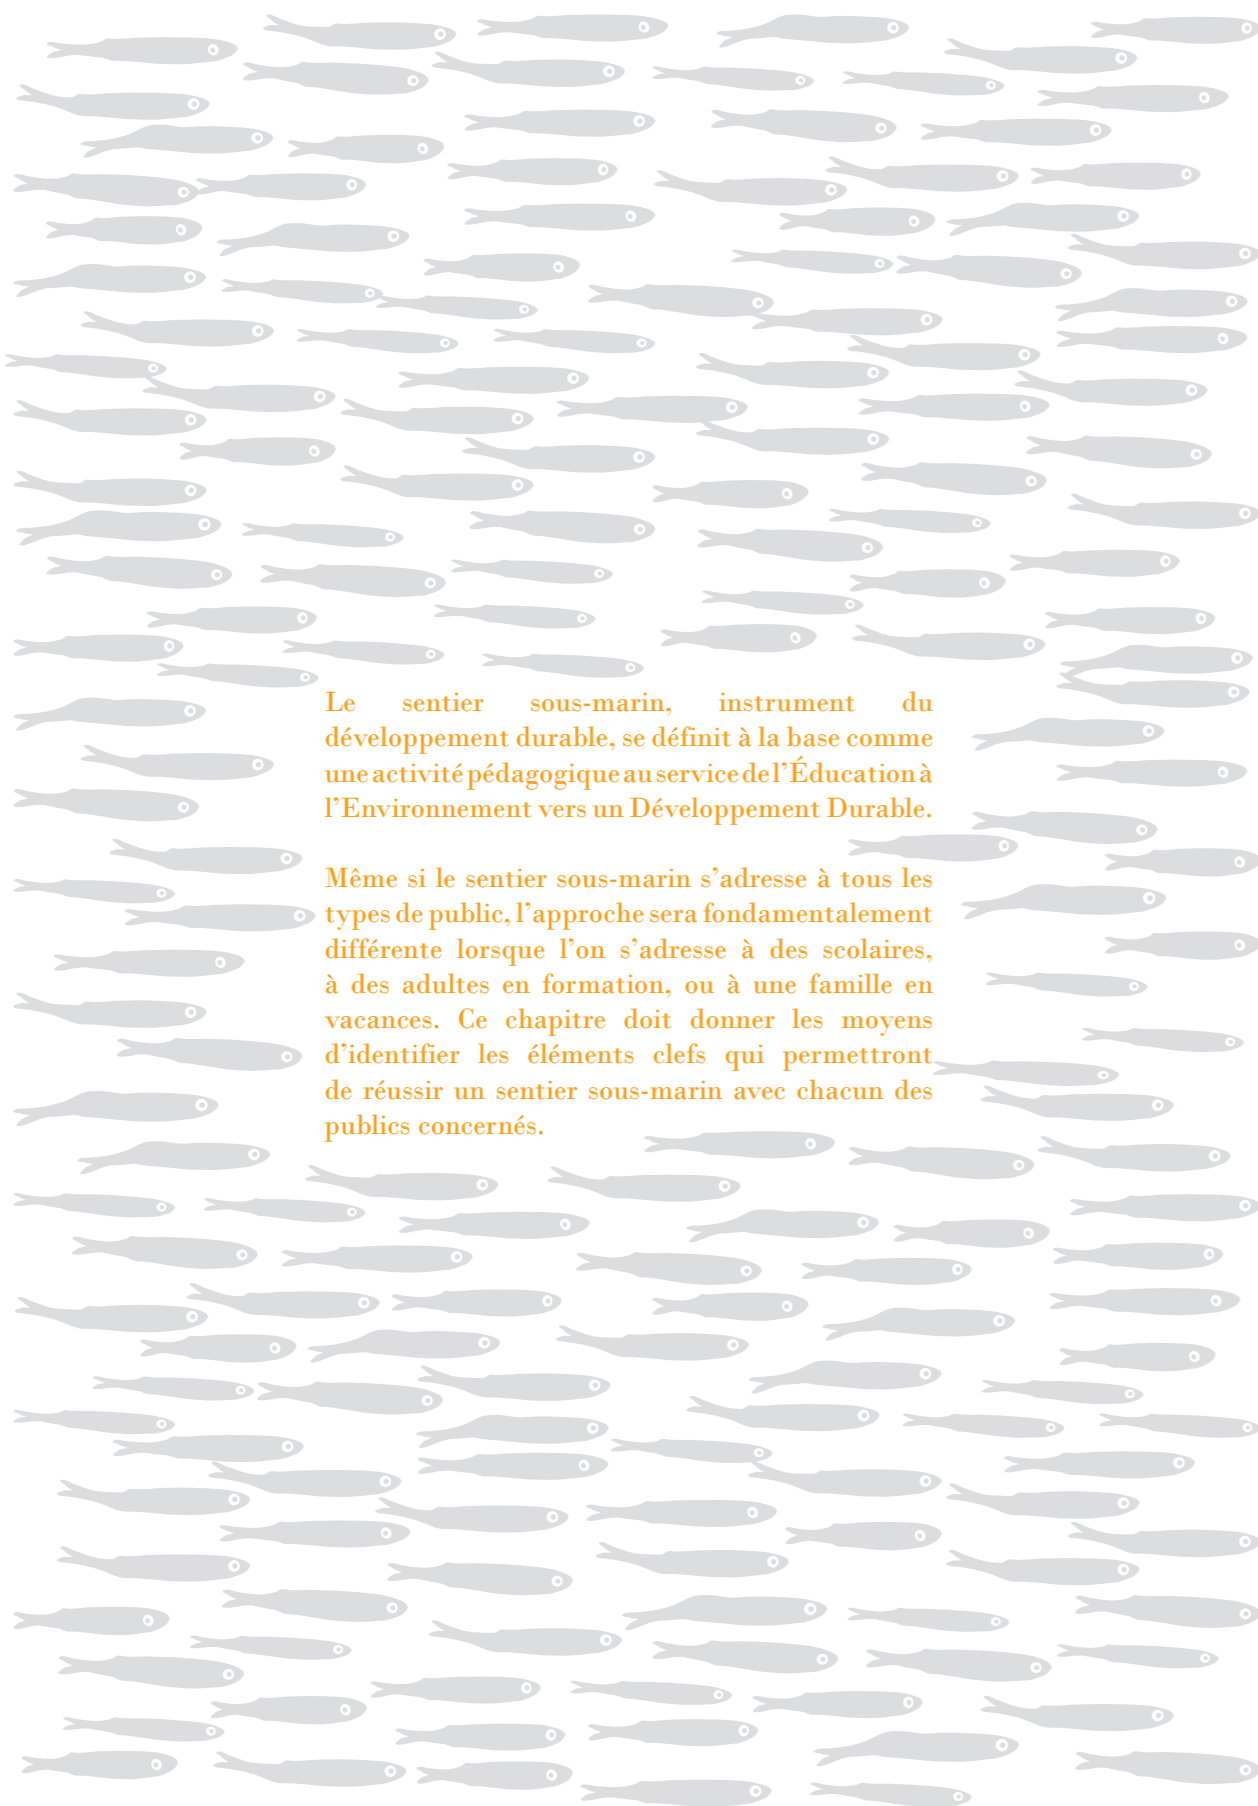 Le sentier sous-marin, instrument du
développement durable, se définit à la base comme
une activité pédagogique au service de l’Éducation à
l’Environnement vers un Développement Durable.
Même si le sentier sous-marin s’adresse à tous les
types de public, l’approche sera fondamentalement
différente lorsque l’on s’adresse à des scolaires,
à des adultes en formation, ou à une famille en
vacances. Ce chapitre doit donner les moyens
d’identifier les éléments clefs qui permettront
de réussir un sentier sous-marin avec chacun des
publics concernés.